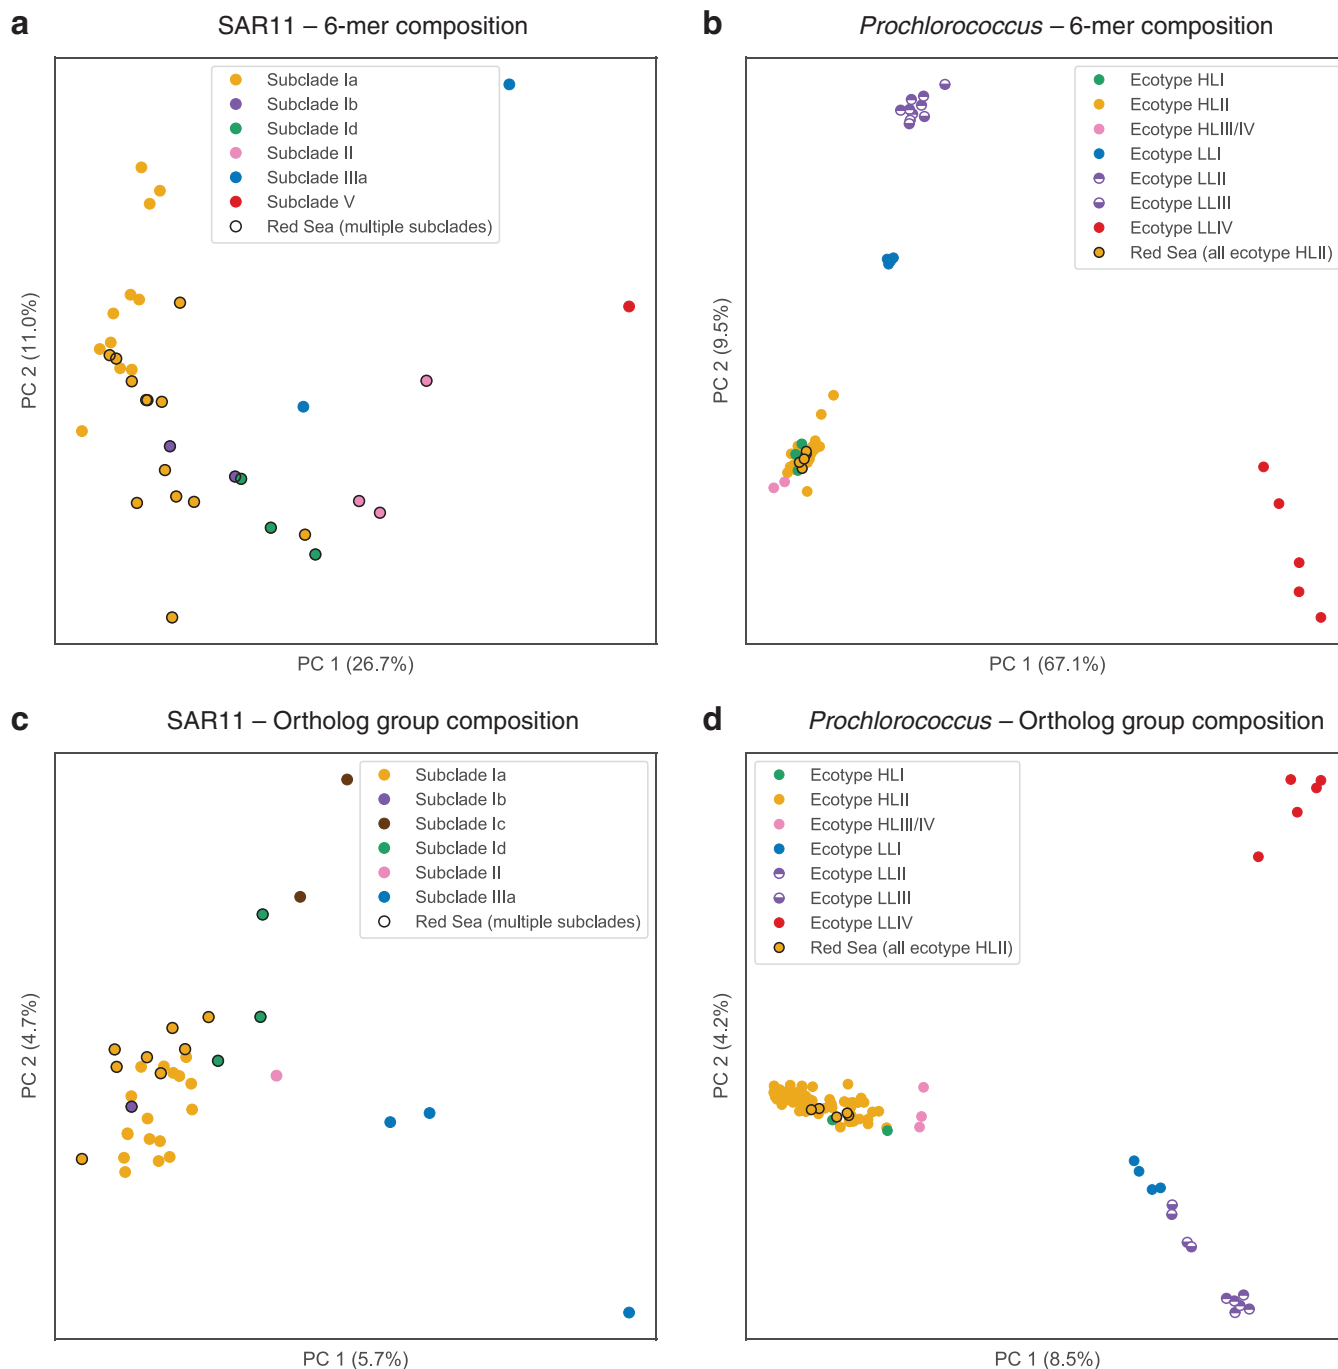 a
SAR11 – 6-mer composition
Subclade Ia
Subclade Ib
Subclade Id
Subclade II
Subclade IIIa
Subclade V
Red Sea (multiple subclades)
PC 2 (11.0%)
PC 1 (26.7%)
b
Prochlorococcus – 6-mer composition
Ecotype HLI
Ecotype HLII
Ecotype HLIII/IV
Ecotype LLI
Ecotype LLII
Ecotype LLIII
Ecotype LLIV
Red Sea (all ecotype HLII)
PC 2 (9.5%)
PC 1 (67.1%)
c
SAR11 – Ortholog group composition
Subclade Ia
Subclade Ib
Subclade Ic
Subclade Id
Subclade II
Subclade IIIa
Red Sea (multiple subclades)
PC 2 (4.7%)
PC 1 (5.7%)
d
Prochlorococcus – Ortholog group composition
Ecotype HLI
Ecotype HLII
Ecotype HLIII/IV
Ecotype LLI
Ecotype LLII
Ecotype LLIII
Ecotype LLIV
Red Sea (all ecotype HLII)
PC 2 (4.2%)
PC 1 (8.5%)